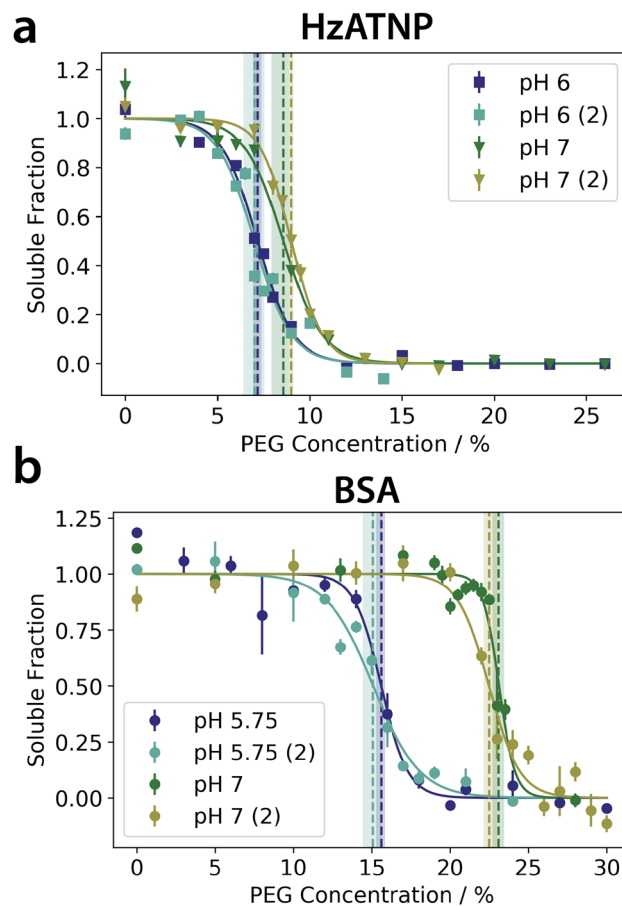 a
HzATNP
1.2
1.0
0.8
0.6
0.4
0.2
0.0
Soluble Fraction
pH 6
pH 6 (2)
pH 7
pH 7 (2)
0 5 10 15 20 25
PEG Concentration / %
b
BSA
1.25
1.00
0.75
0.50
0.25
0.00
Soluble Fraction
pH 5.75
pH 5.75 (2)
pH 7
pH 7 (2)
0 5 10 15 20 25 30
PEG Concentration / %